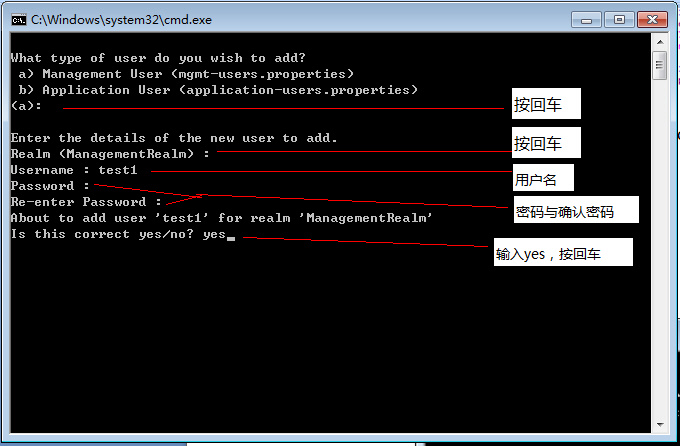 C:\Windows\system32\cmd.exe
What type of user do you wish to add?
a) Management User (mgmt-users.properties)
b) Application User (application-users.properties)
(a):
按回车
Enter the details of the new user to add.
Realm (ManagementRealm) :
按回车
Username : test1
用户名
Password :
Re-enter Password :
密码与确认密码
About to add user 'test1' for realm 'ManagementRealm'
Is this correct yes/no? yes
输入yes，按回车